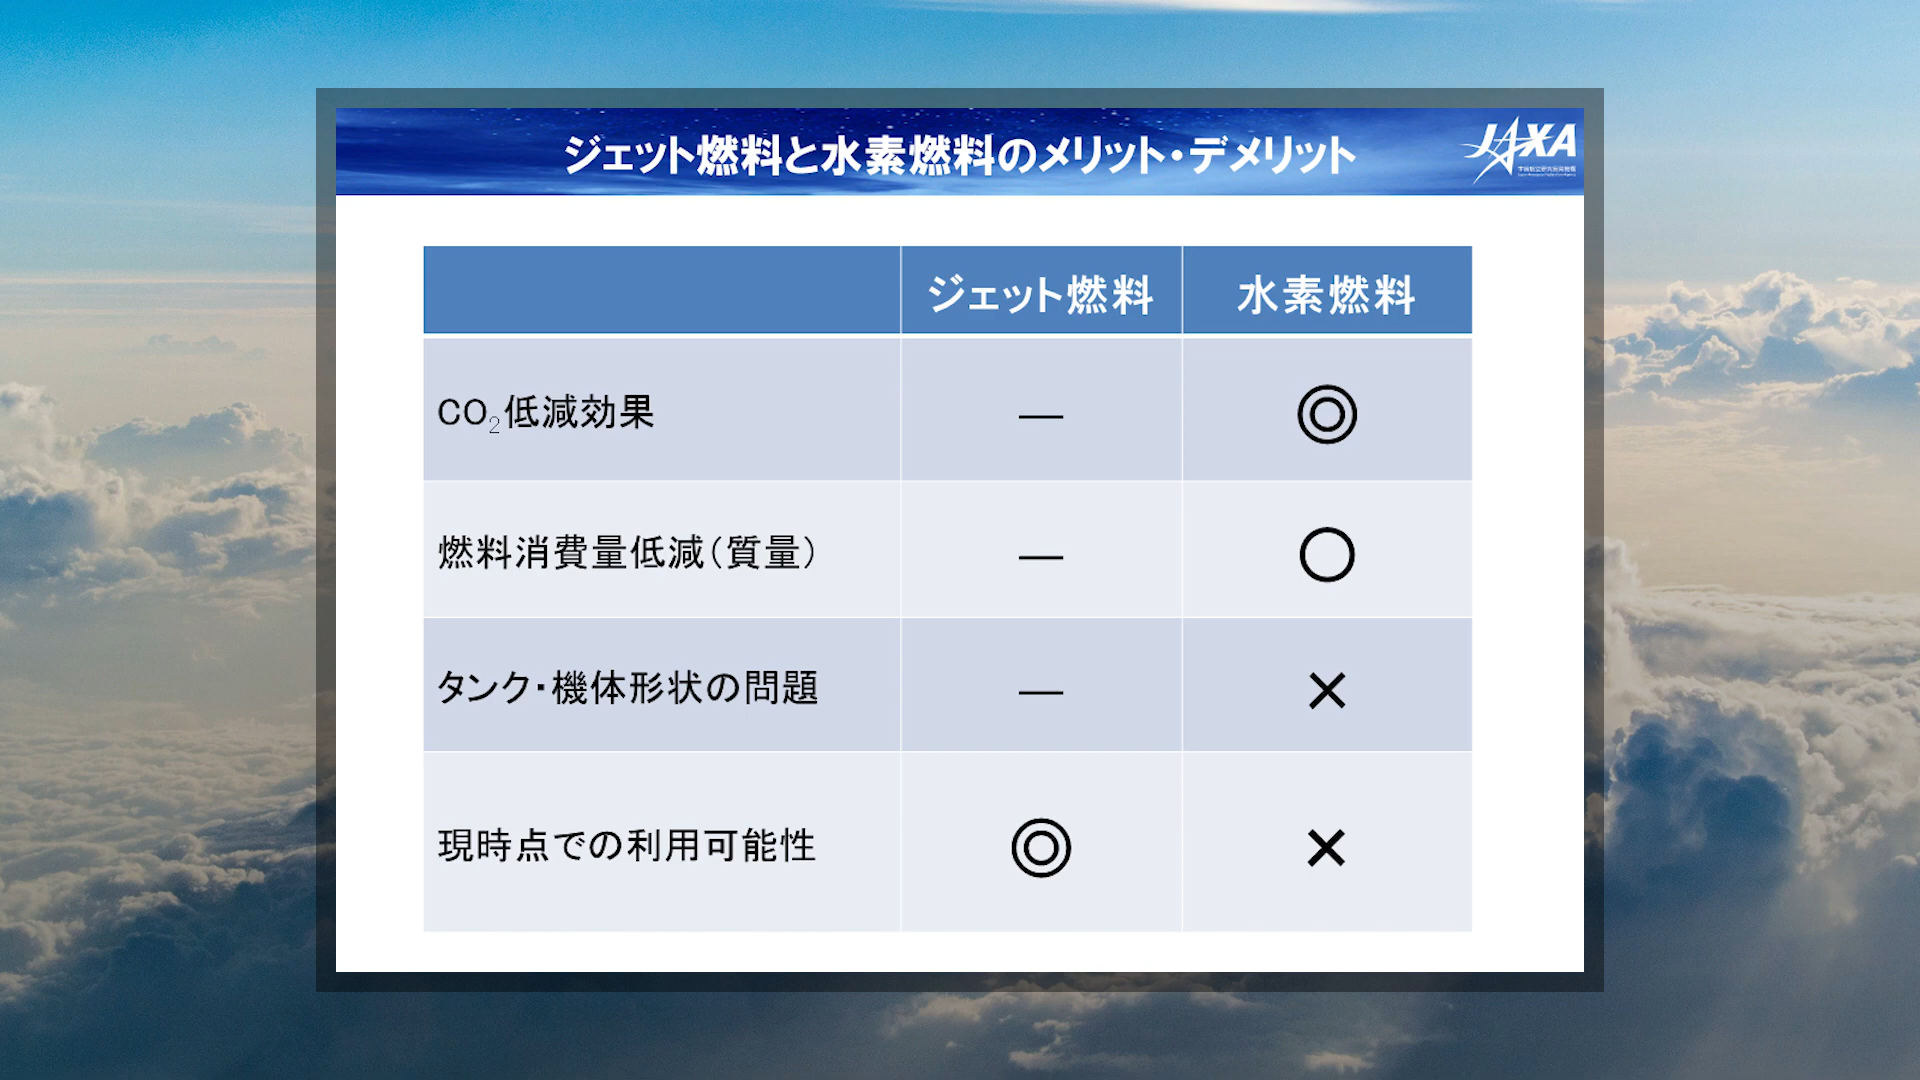 ジェット燃料と水素燃料のメリット・デメリット
JAXA
ジェット燃料 水素燃料
CO₂低減効果 — ◎
燃料消費量低減（質量） — ○
タンク・機体形状の問題 — ×
現時点での利用可能性 ◎ ×